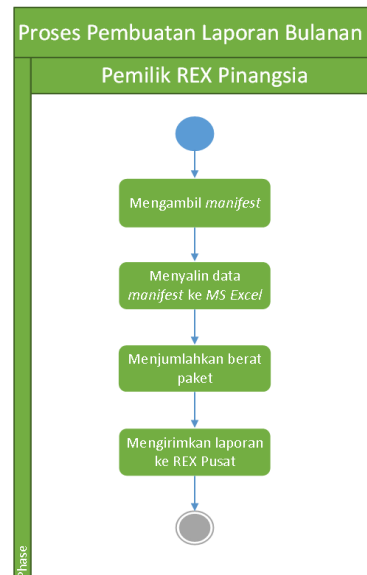 Proses Pembuatan Laporan Bulanan
Pemilik REX Pinangsia
Mengambil manifest
Menyalin data
manifest ke MS Excel
Menjumlahkan berat
paket
Mengirimkan laporan
ke REX Pusat
Phase